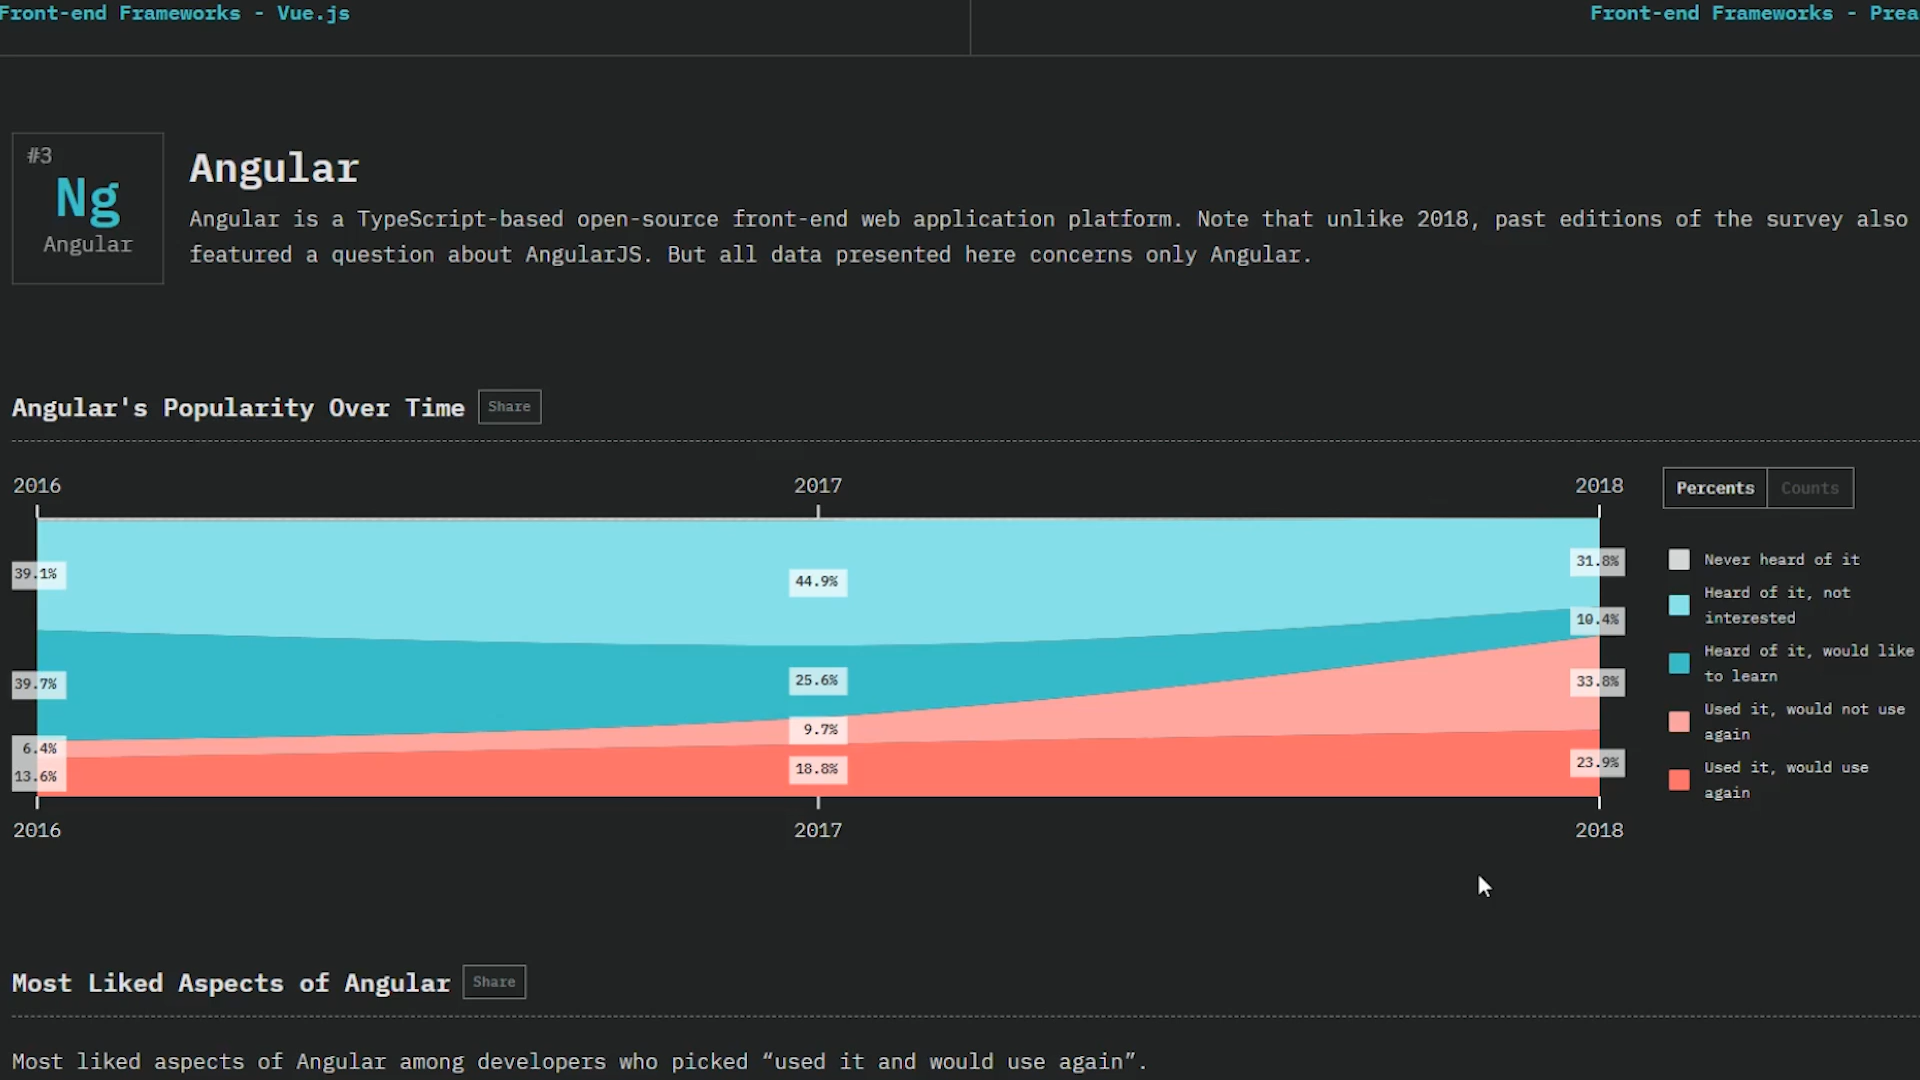 Front-end Frameworks - Vue.js
Front-end Frameworks - Prea
#3
Ng
Angular
Angular
Angular is a TypeScript-based open-source front-end web application platform. Note that unlike 2018, past editions of the survey also
featured a question about AngularJS. But all data presented here concerns only Angular.
Angular's Popularity Over Time
Share
2016
2017
2018
Percents
Counts
39.1%
44.9%
31.8%
10.4%
39.7%
25.6%
33.8%
6.4%
9.7%
13.6%
18.8%
23.9%
2016
2017
2018
Never heard of it
Heard of it, not
interested
Heard of it, would like
to learn
Used it, would not use
again
Used it, would use
again
Most Liked Aspects of Angular
Share
Most liked aspects of Angular among developers who picked “used it and would use again”.